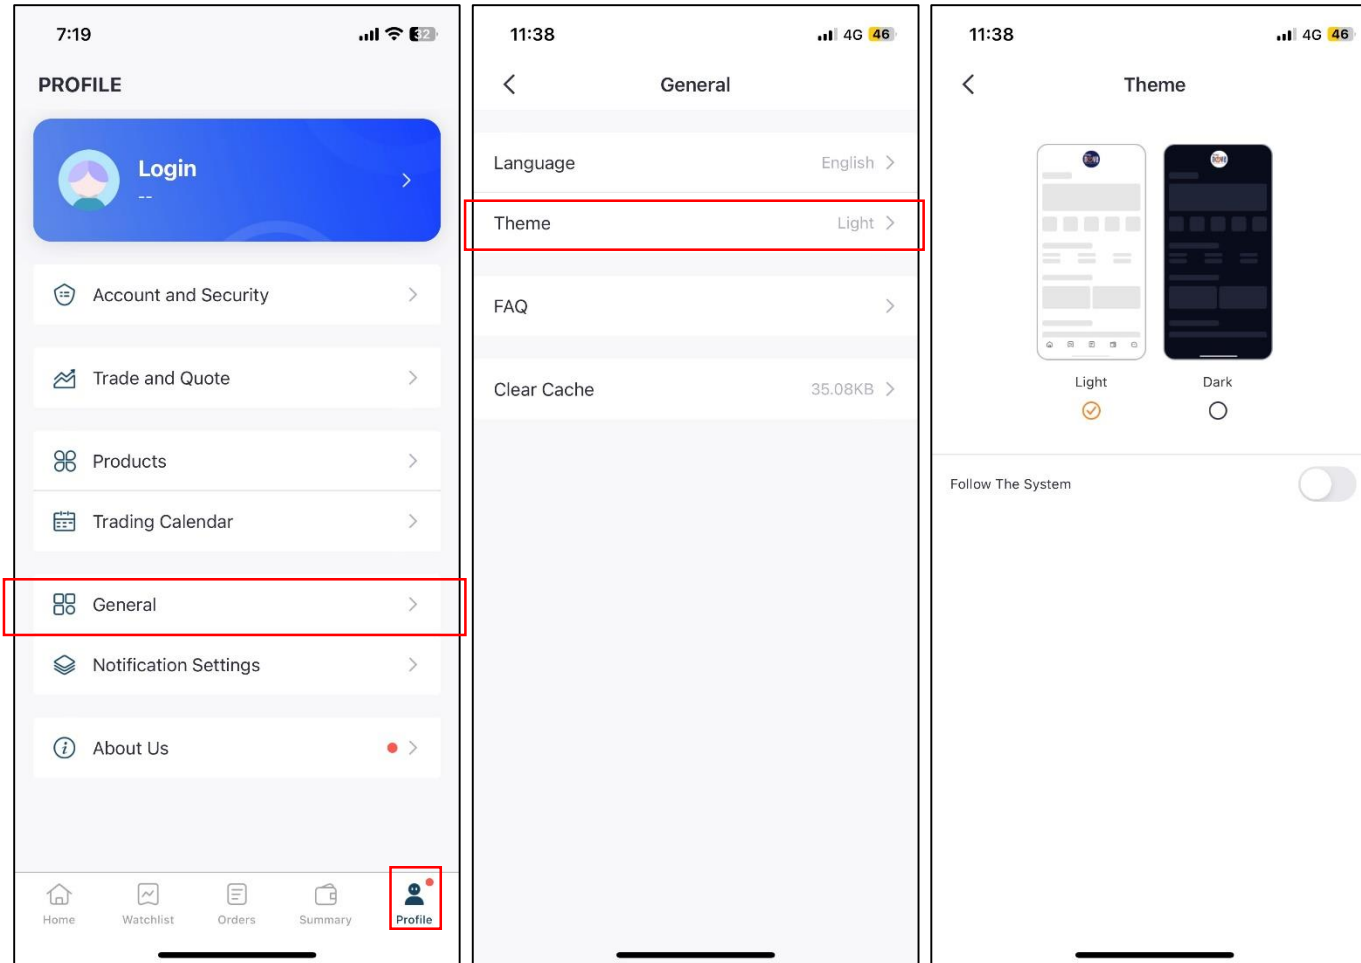 7:19
32
PROFILE
Login
--
Account and Security
Trade and Quote
Products
Trading Calendar
General
Notification Settings
About Us
Home
Watchlist
Orders
Summary
Profile
11:38
4G 46
General
Language
English
Theme
Light
FAQ
Clear Cache
35.08KB
11:38
4G 46
Theme
Light
Dark
Follow The System